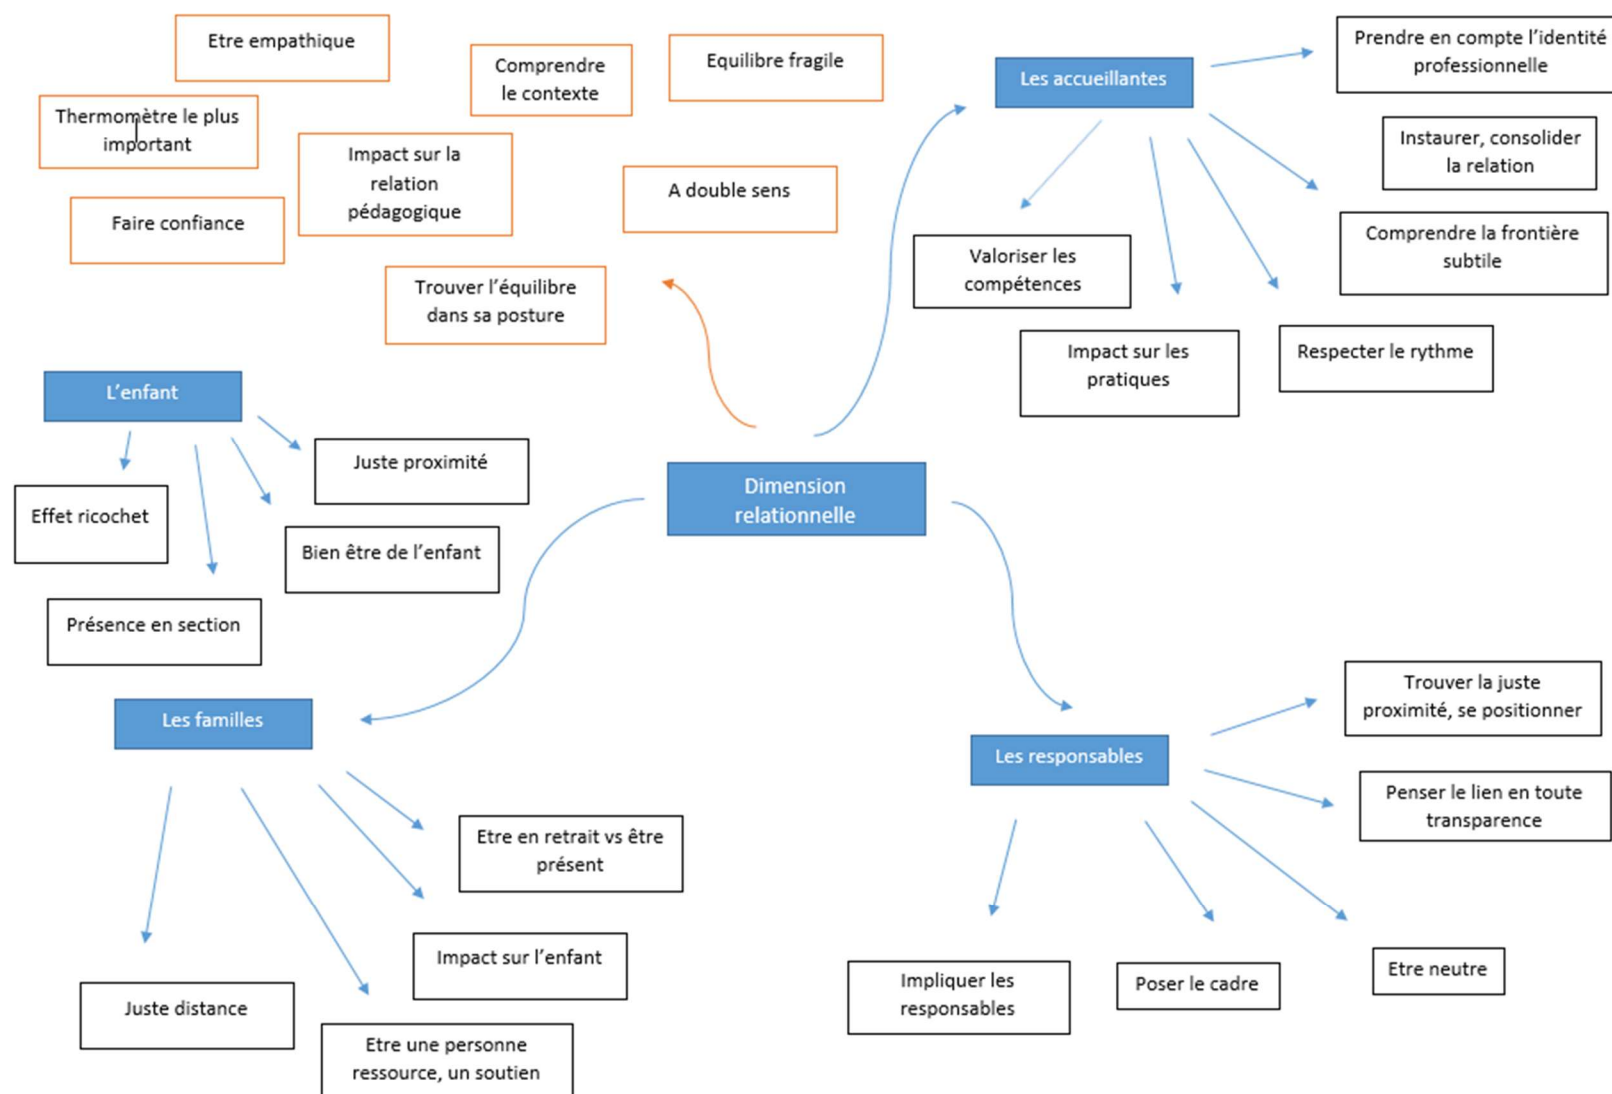 Etre empathique
Comprendre
le contexte
Equilibre fragile
Thermomètre le plus
important
Impact sur la
relation
pédagogique
A double sens
Faire confiance
Trouver l’équilibre
dans sa posture
Les accueillantes
Prendre en compte l’identité
professionnelle
Instaurer, consolider
la relation
Comprendre la frontière
subtile
Valoriser les
compétences
Impact sur les
pratiques
Respecter le rythme
L’enfant
Juste proximité
Effet ricochet
Bien être de l’enfant
Présence en section
Dimension
relationnelle
Les familles
Etre en retrait vs être
présent
Impact sur l’enfant
Juste distance
Etre une personne
ressource, un soutien
Les responsables
Trouver la juste
proximité, se positionner
Penser le lien en toute
transparence
Etre neutre
Poser le cadre
Impliquer les
responsables